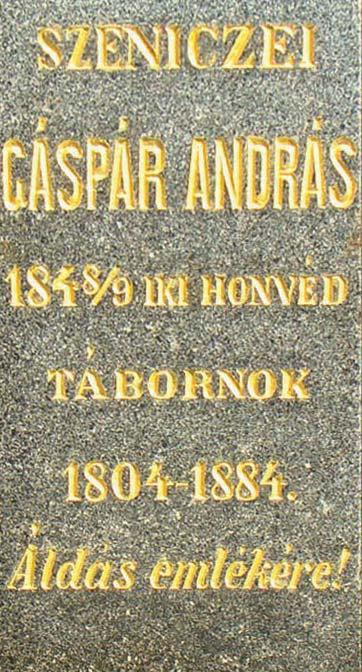 SZENICZEI
GÁSPÁR ANDRÁS
1848/9 IKI HONVÉD
TÁBORNOK
1804-1884.
Áldás emlékére!